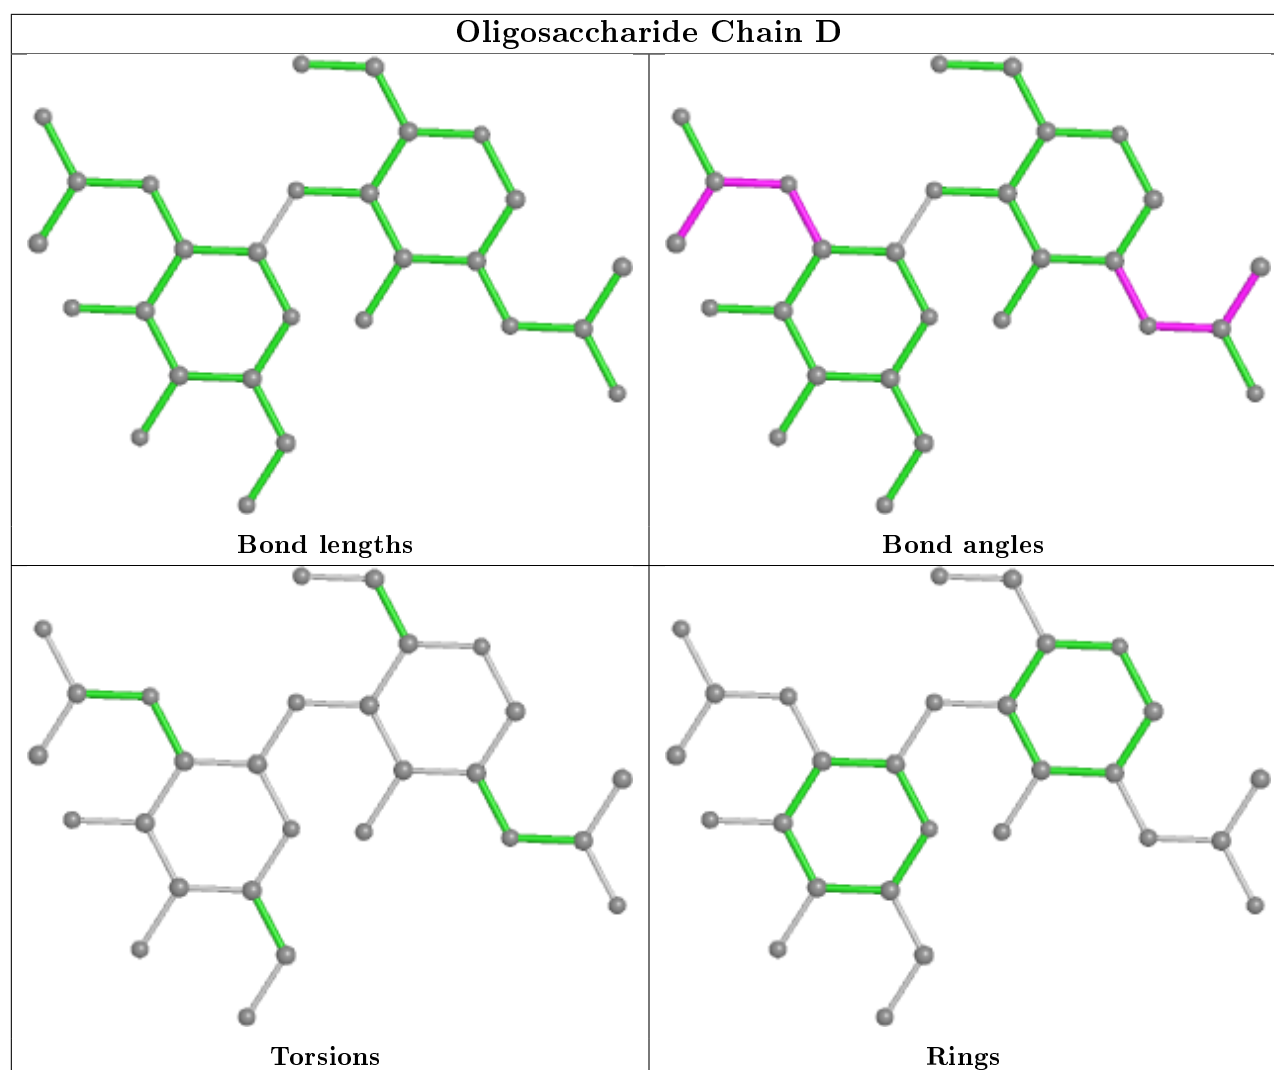 Oligosaccharide Chain D
Bond lengths
Bond angles
Torsions
Rings